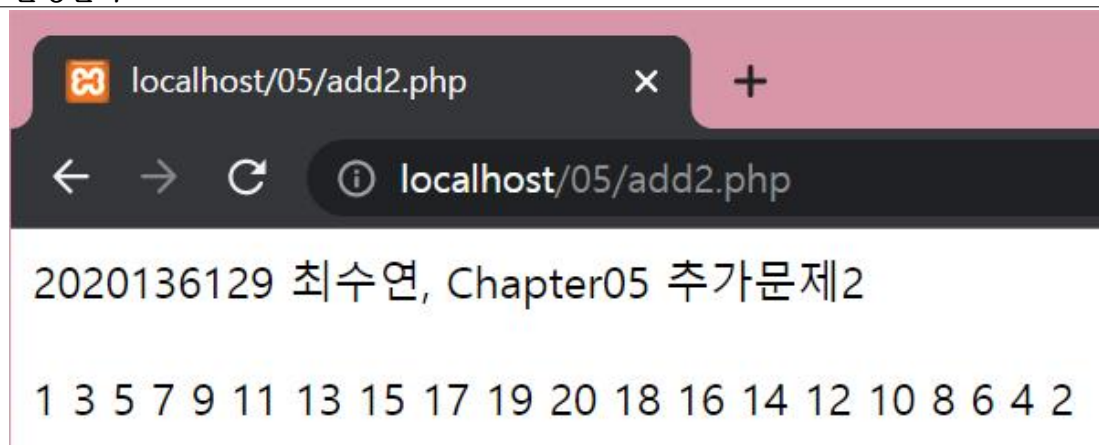 localhost/05/add2.php
localhost/05/add2.php
2020136129 최수연, Chapter05 추가문제2
1 3 5 7 9 11 13 15 17 19 20 18 16 14 12 10 8 6 4 2